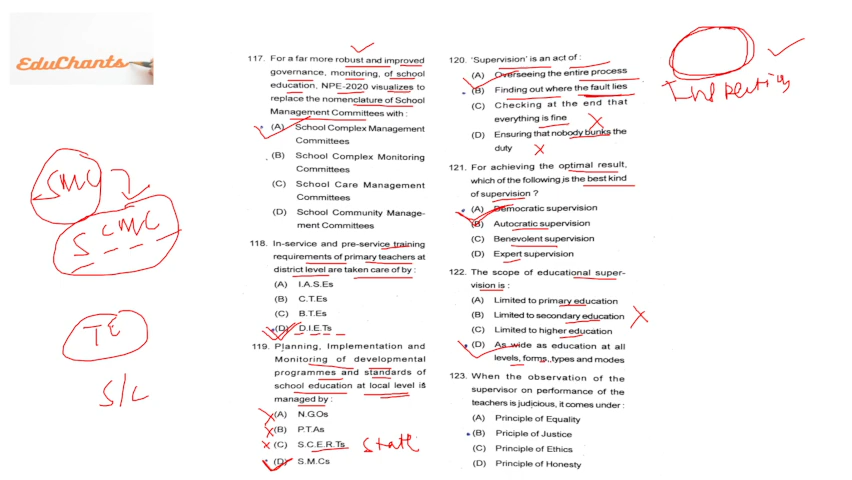 EduChants
117. For a far more robust and improved
governance, monitoring, of school
education, NPE-2020 visualizes to
replace the nomenclature of School
Management Committees with :
(A) School Complex Management
Committees
(B) School Complex Monitoring
Committees
(C) School Care Management
Committees
(D) School Community Manage-
ment Committees
118. In-service and pre-service training
requirements of primary teachers at
district level are taken care of by :
(A) I.A.S.Es
(B) C.T.Es
(C) B.T.Es
(D) D.I.E.Ts
119. Planning, Implementation and
Monitoring of developmental
programmes and standards of
school education at local level is
managed by :
(A) N.G.Os
(B) P.T.As
(C) S.C.E.R.Ts
(D) S.M.Cs
State
120. 'Supervision' is an act of :
(A) Overseeing the entire process
(B) Finding out where the fault lies
(C) Checking at the end that
everything is fine
(D) Ensuring that nobody bunks the
duty
121. For achieving the optimal result,
which of the following is the best kind
of supervision ?
(A) Democratic supervision
(B) Autocratic supervision
(C) Benevolent supervision
(D) Expert supervision
122. The scope of educational super-
vision is :
(A) Limited to primary education
(B) Limited to secondary education
(C) Limited to higher education
(D) As wide as education at all
levels, forms, types and modes
123. When the observation of the
supervisor on performance of the
teachers is judicious, it comes under :
(A) Principle of Equality
(B) Priciple of Justice
(C) Principle of Ethics
(D) Principle of Honesty
SMC
SCMC
TE
S/C